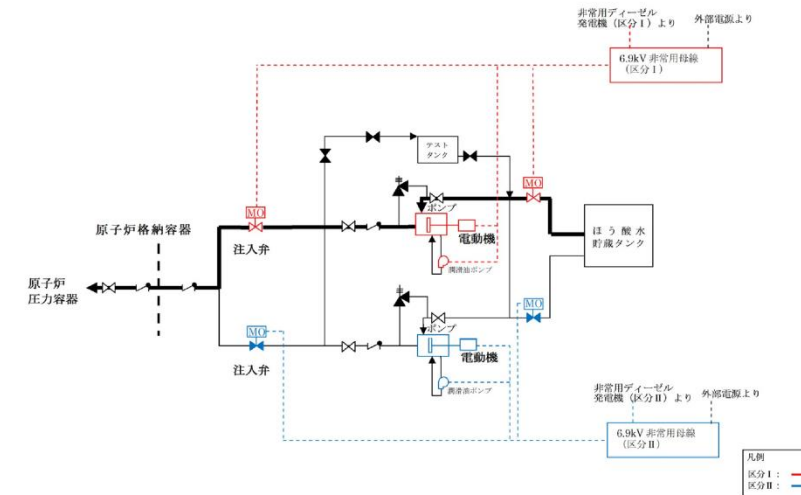 非常用ディーゼル
発電機（区分Ⅰ）より
外部電源より
6.9kV 非常用母線
（区分Ⅰ）
テスト
タンク
MO
MO
ポンプ
電動機
潤滑油ポンプ
ほう酸水
貯蔵タンク
原子炉格納容器
注入弁
原子炉
圧力容器
MO
MO
ポンプ
電動機
潤滑油ポンプ
注入弁
非常用ディーゼル
発電機（区分Ⅱ）より
外部電源より
6.9kV 非常用母線
（区分Ⅱ）
凡例
区分Ⅰ：
区分Ⅱ：